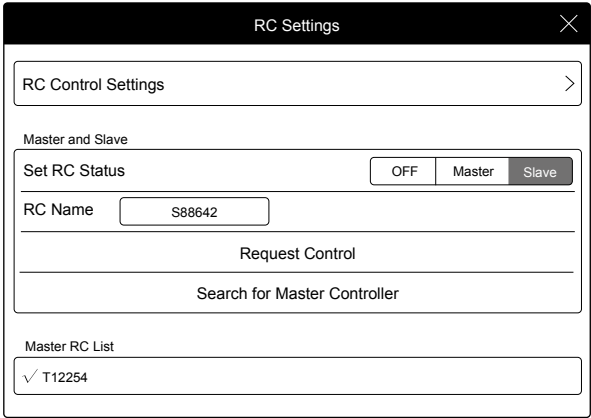 RC Settings
RC Control Settings
Master and Slave
Set RC Status OFF Master Slave
RC Name S88642
Request Control
Search for Master Controller
Master RC List
√ T12254